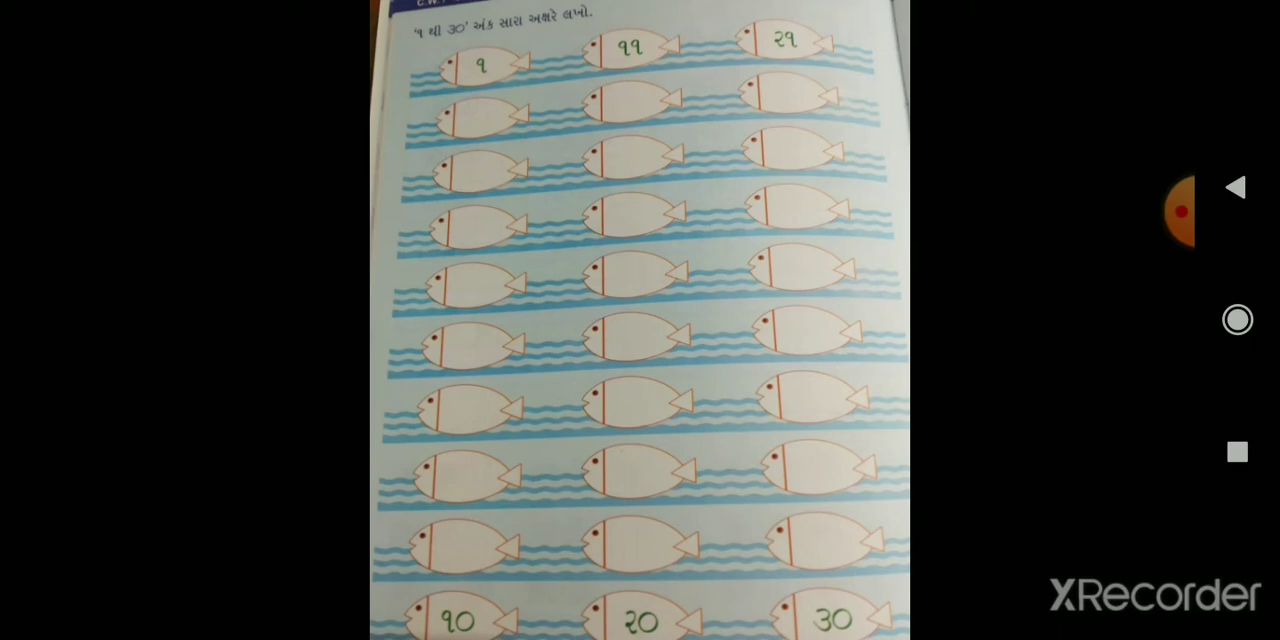 '૧ થી ૩૦' અંક સારા અક્ષરે લખો.
૧ ૧૧ ૨૧
૧૦ ૨૦ ૩૦
XRecorder